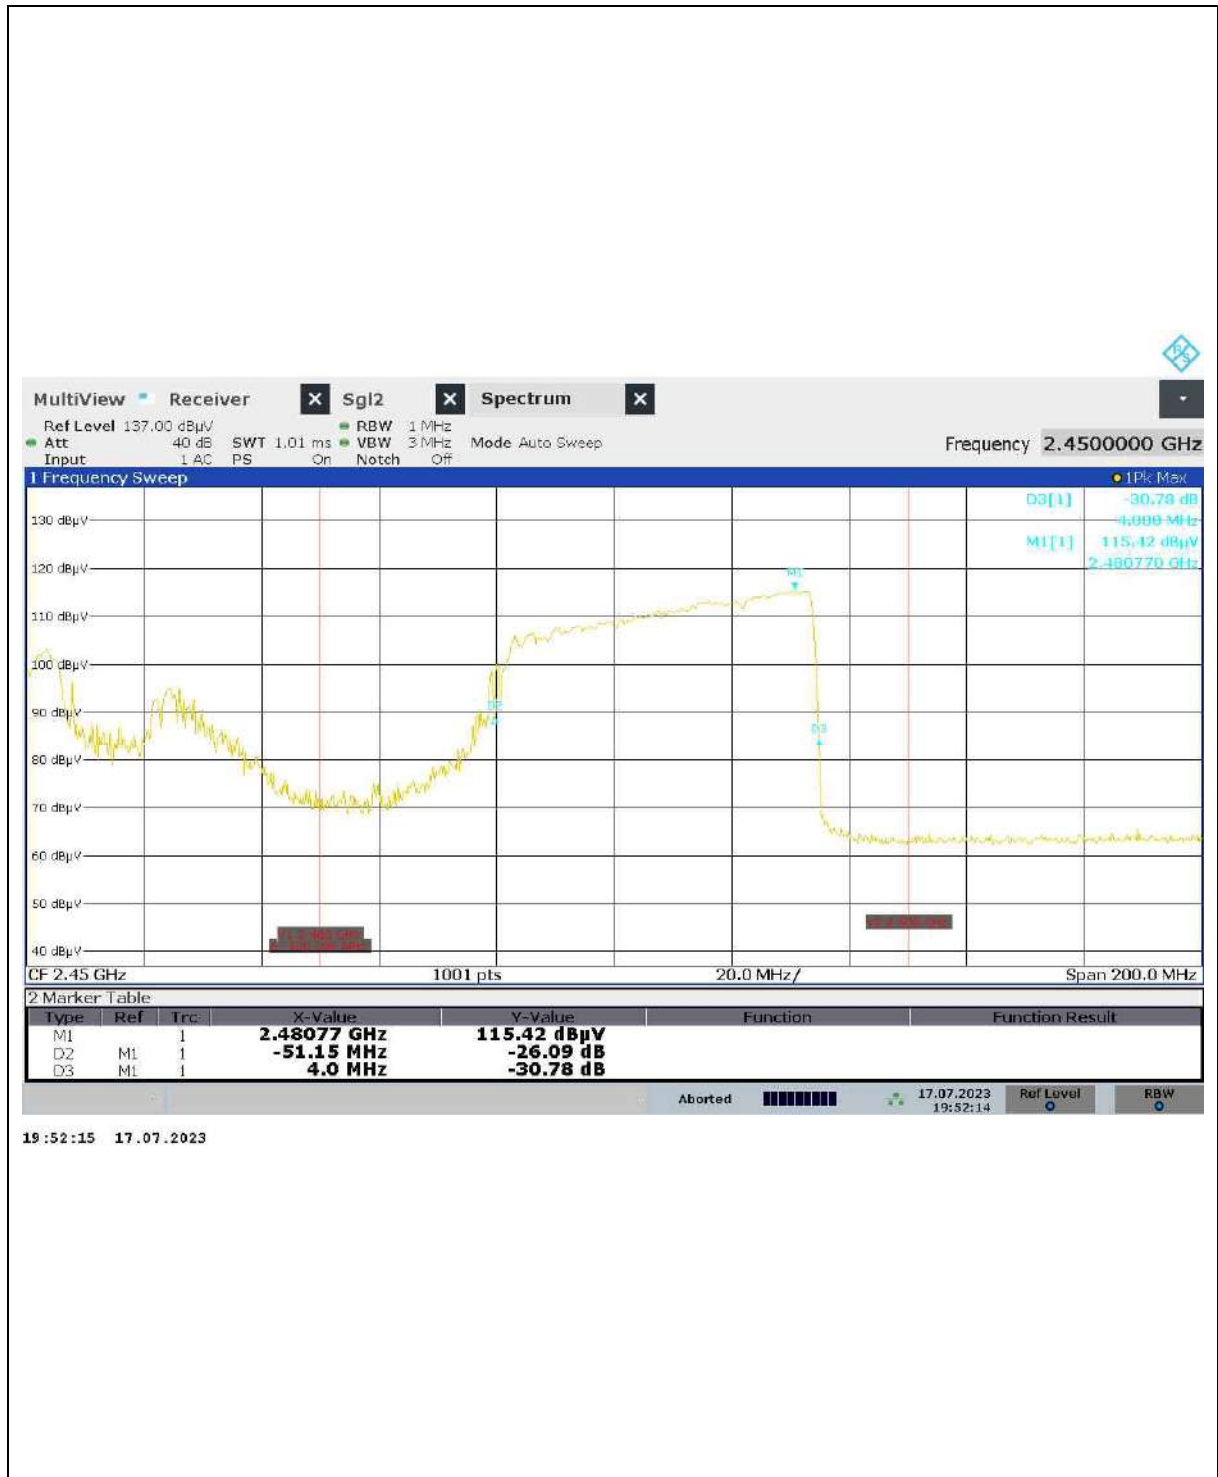 MultiView Receiver Sgl2 Spectrum
Ref Level 137.00 dBµV RBW 1 MHz
Att 40 dB SWT 1.01 ms VBW 3 MHz Mode Auto Sweep Frequency 2.4500000 GHz
Input 1 AC PS On Notch Off
1 Frequency Sweep 1Pk Max
D3[1] -30.78 dB
4.000 MHz
130 dBµV
M1[1] 115.42 dBµV
2.480770 GHz
120 dBµV
M1
110 dBµV
100 dBµV
90 dBµV
D2
D3
80 dBµV
70 dBµV
60 dBµV
50 dBµV
40 dBµV
CF 2.45 GHz 1001 pts 20.0 MHz/ Span 200.0 MHz
2 Marker Table
Type Ref Trc X-Value Y-Value Function Function Result
M1 1 2.48077 GHz 115.42 dBµV
D2 M1 1 -51.15 MHz -26.09 dB
D3 M1 1 4.0 MHz -30.78 dB
Aborted 17.07.2023 Ref Level RBW
19:52:14
19:52:15 17.07.2023